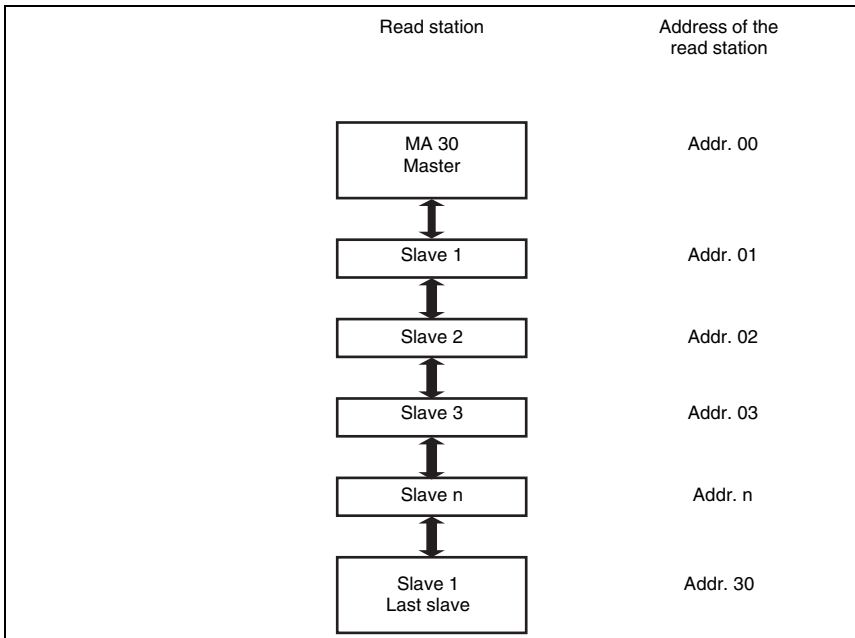 Read station
Address of the
read station
MA 30
Master
Addr. 00
Slave 1
Addr. 01
Slave 2
Addr. 02
Slave 3
Addr. 03
Slave n
Addr. n
Slave 1
Last slave
Addr. 30